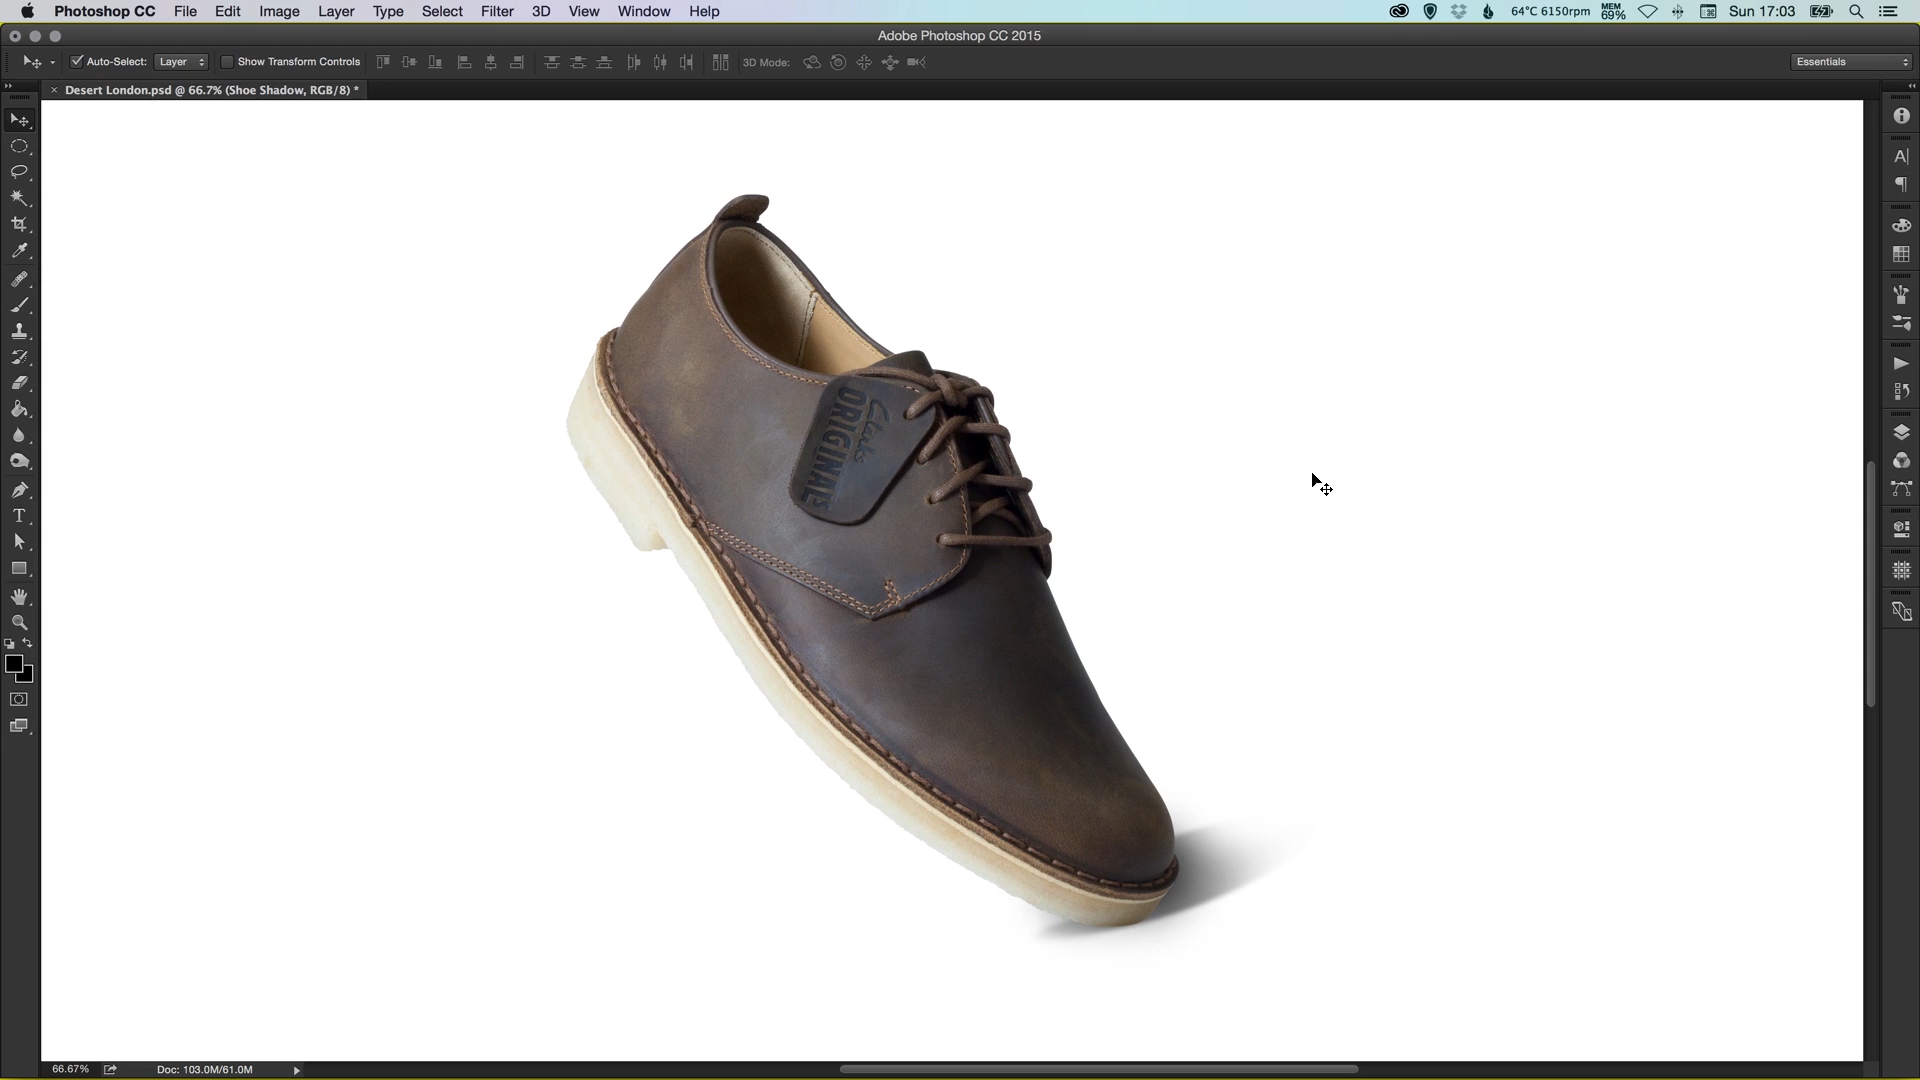 Photoshop CC File Edit Image Layer Type Select Filter 3D View Window Help 64°C 6150rpm MEM 69% Sun 17:03
Adobe Photoshop CC 2015
Auto-Select: Layer Show Transform Controls 3D Mode: Essentials
× Desert London.psd @ 66.7% (Shoe Shadow, RGB/8) *
Clarks
ORIGINALS
66.67% Doc: 103.0M/61.0M